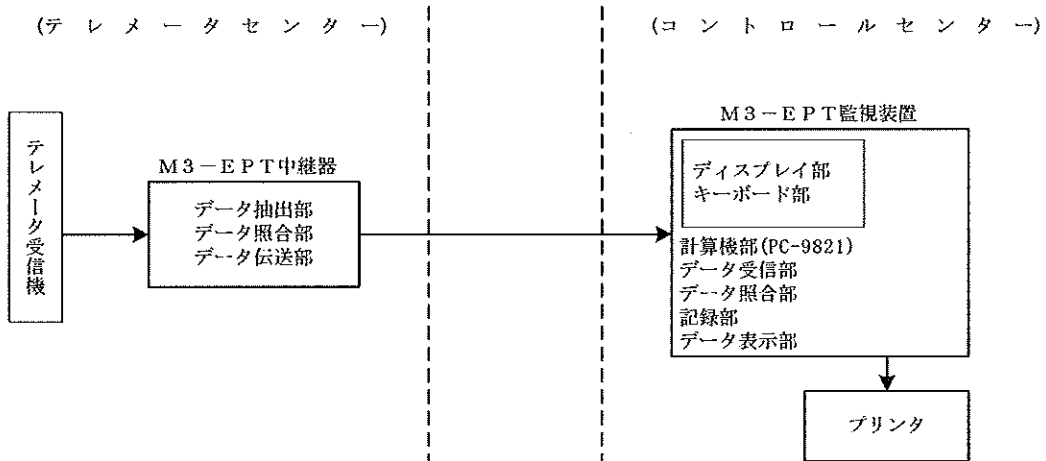 (テレメータセンター)
(コントロールセンター)
テレメータ受信機
M3-EPT中継器
データ抽出部
データ照合部
データ伝送部
M3-EPT監視装置
ディスプレイ部
キーボード部
計算機部(PC-9821)
データ受信部
データ照合部
記録部
データ表示部
プリンタ